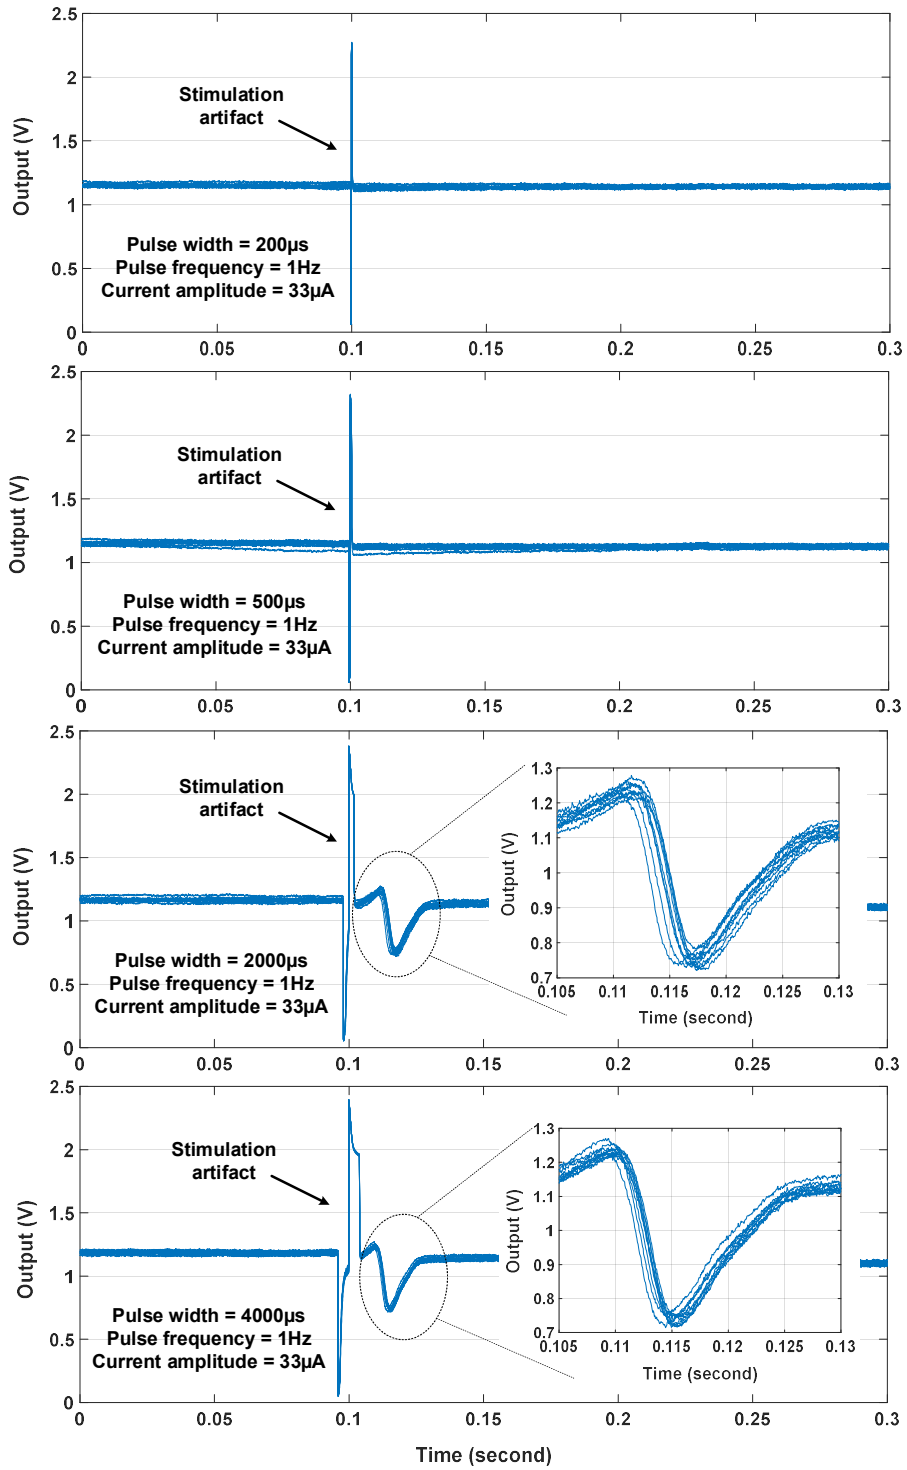 2.5
2
1.5
1
0.5
0
Output (V)
Stimulation
artifact
Pulse width = 200µs
Pulse frequency = 1Hz
Current amplitude = 33µA
0 0.05 0.1 0.15 0.2 0.25 0.3
2.5
2
1.5
1
0.5
0
Output (V)
Stimulation
artifact
Pulse width = 500µs
Pulse frequency = 1Hz
Current amplitude = 33µA
0 0.05 0.1 0.15 0.2 0.25 0.3
2.5
2
1.5
1
0.5
0
Output (V)
Stimulation
artifact
Pulse width = 2000µs
Pulse frequency = 1Hz
Current amplitude = 33µA
1.3
1.2
1.1
1
0.9
0.8
0.7
Output (V)
0.105 0.11 0.115 0.12 0.125 0.13
Time (second)
0 0.05 0.1 0.15 0.2 0.25 0.3
2.5
2
1.5
1
0.5
0
Output (V)
Stimulation
artifact
Pulse width = 4000µs
Pulse frequency = 1Hz
Current amplitude = 33µA
1.3
1.2
1.1
1
0.9
0.8
0.7
Output (V)
0.105 0.11 0.115 0.12 0.125 0.13
Time (second)
0 0.05 0.1 0.15 0.2 0.25 0.3
Time (second)